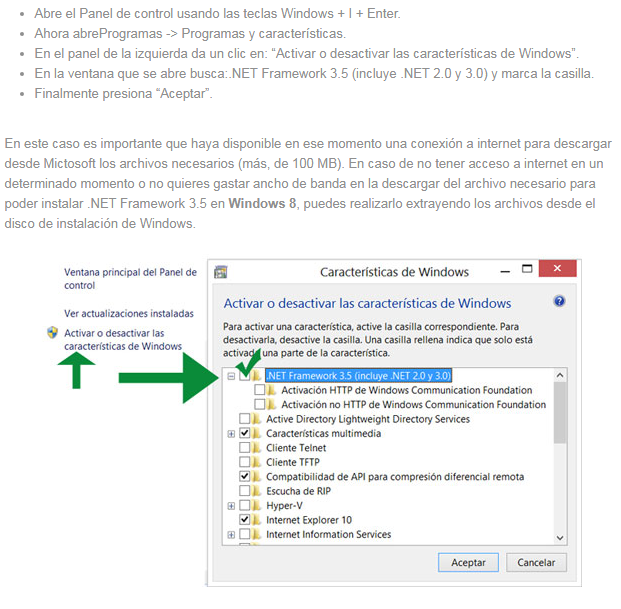 Abre el Panel de control usando las teclas Windows + I + Enter.
Ahora abreProgramas -> Programas y características.
En el panel de la izquierda da un clic en: “Activar o desactivar las características de Windows”.
En la ventana que se abre busca:.NET Framework 3.5 (incluye .NET 2.0 y 3.0) y marca la casilla.
Finalmente presiona “Aceptar”.
En este caso es importante que haya disponible en ese momento una conexión a internet para descargar
desde Mictosoft los archivos necesarios (más, de 100 MB). En caso de no tener acceso a internet en un
determinado momento o no quieres gastar ancho de banda en la descargar del archivo necesario para
poder instalar .NET Framework 3.5 en Windows 8, puedes realizarlo extrayendo los archivos desde el
disco de instalación de Windows.
Ventana principal del Panel de
control
Ver actualizaciones instaladas
Activar o desactivar las
características de Windows
Características de Windows
Activar o desactivar las características de Windows
Para activar una característica, active la casilla correspondiente. Para
desactivarla, desactive la casilla. Una casilla rellena indica que solo está
activada una parte de la característica.
.NET Framework 3.5 (incluye .NET 2.0 y 3.0)
Activación HTTP de Windows Communication Foundation
Activación no HTTP de Windows Communication Foundation
Active Directory Lightweight Directory Services
Características multimedia
Cliente Telnet
Cliente TFTP
Compatibilidad de API para compresión diferencial remota
Escucha de RIP
Hyper-V
Internet Explorer 10
Internet Information Services
Aceptar
Cancelar